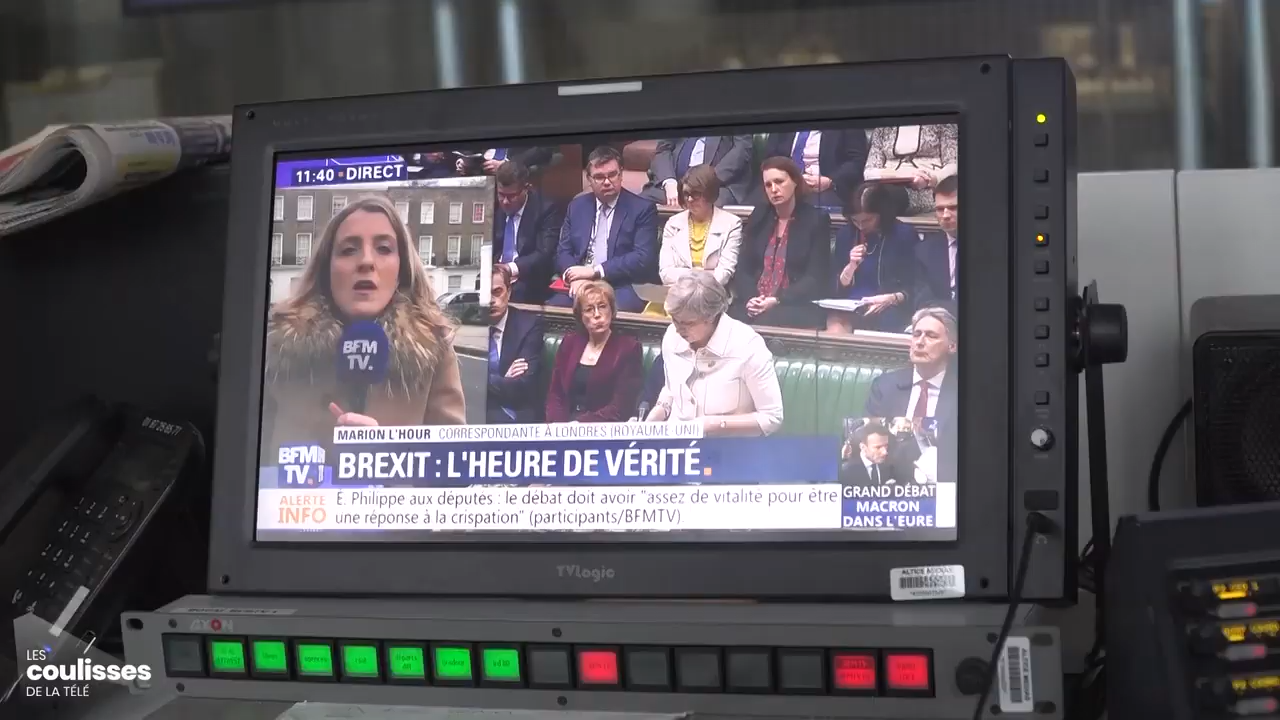 11:40 DIRECT
BFM
TV.
MARION L'HOUR CORRESPONDANTE À LONDRES (ROYAUME-UNI)
BFM
TV.
BREXIT : L'HEURE DE VÉRITÉ.
ALERTE
INFO
É. Philippe aux députés : le débat doit avoir "assez de vitalité pour être
une réponse à la crispation" (participants/BFMTV)
GRAND DÉBAT
MACRON
DANS L'EURE
TVLogic
AXON
LES
coulisses
DE LA TÉLÉ